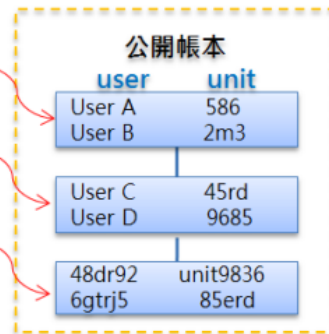 公開帳本
user unit
User A 586
User B 2m3
User C 45rd
User D 9685
48dr92 unit9836
6gtrj5 85erd